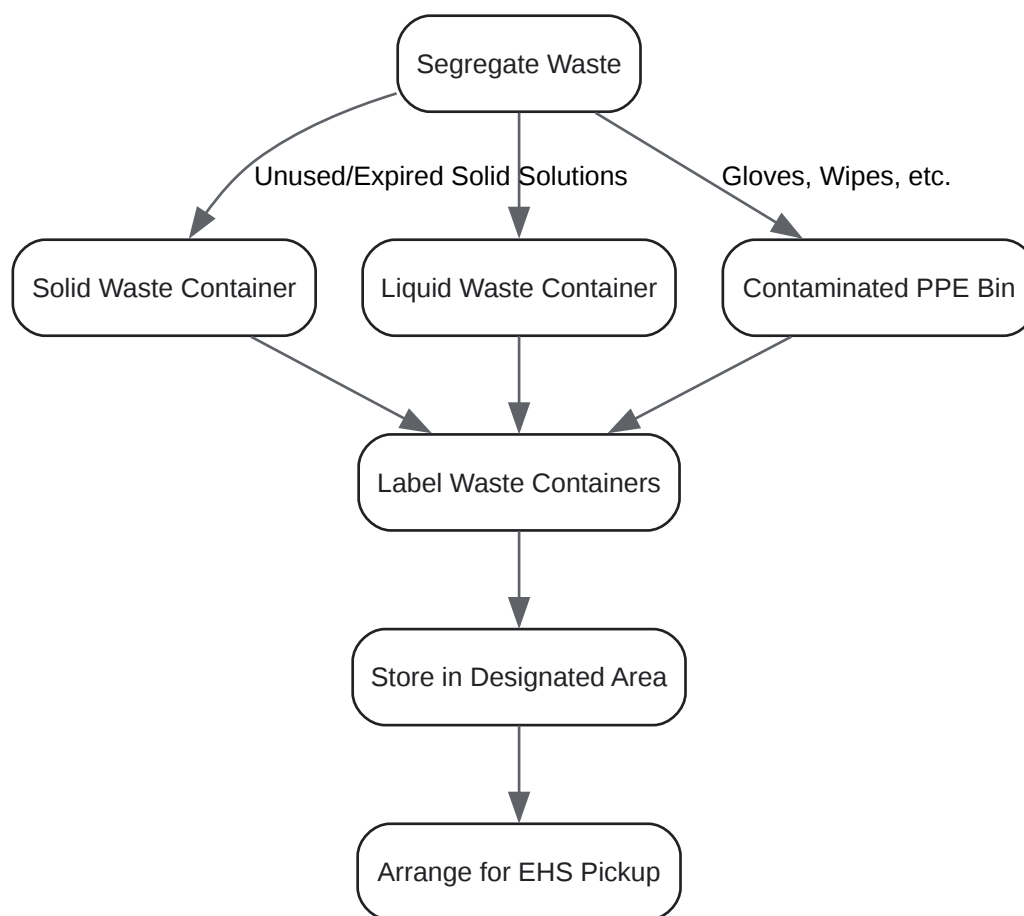 Segregate Waste
Unused/Expired Solid
Solutions
Gloves, Wipes, etc.
Solid Waste Container
Liquid Waste Container
Contaminated PPE Bin
Label Waste Containers
Store in Designated Area
Arrange for EHS Pickup